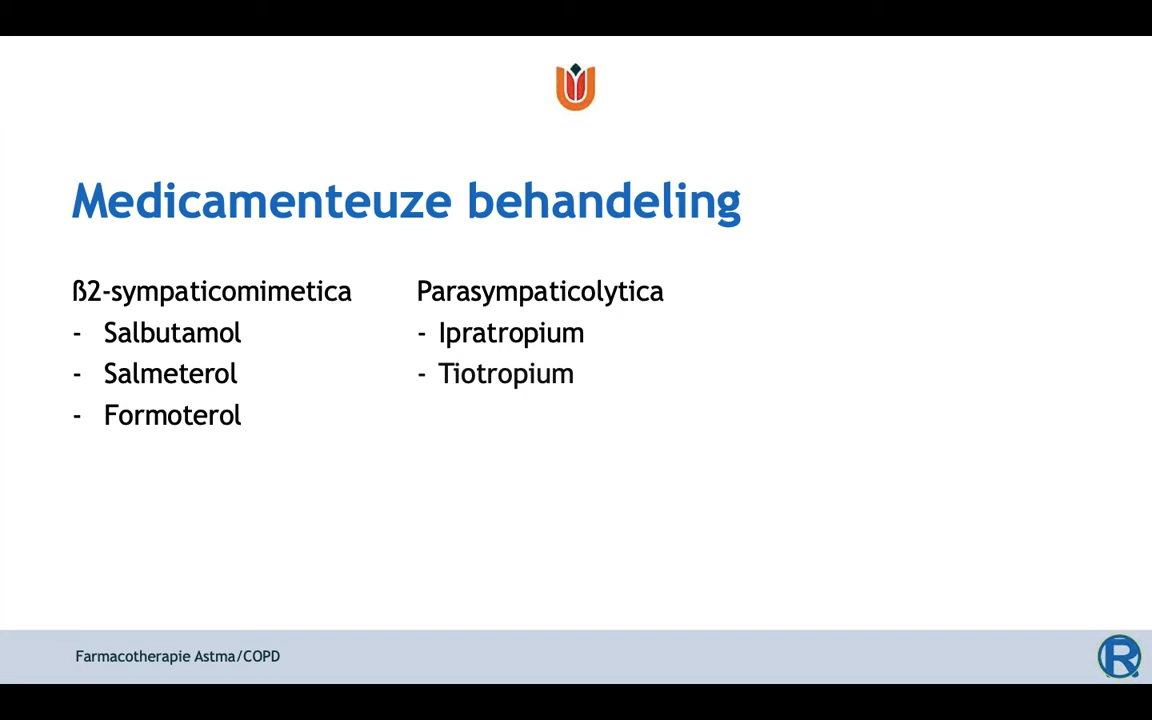 Medicamenteuze behandeling
ß2-sympaticomimetica
- Salbutamol
- Salmeterol
- Formoterol
Parasympaticolytica
- Ipratropium
- Tiotropium
Farmacotherapie Astma/COPD
R